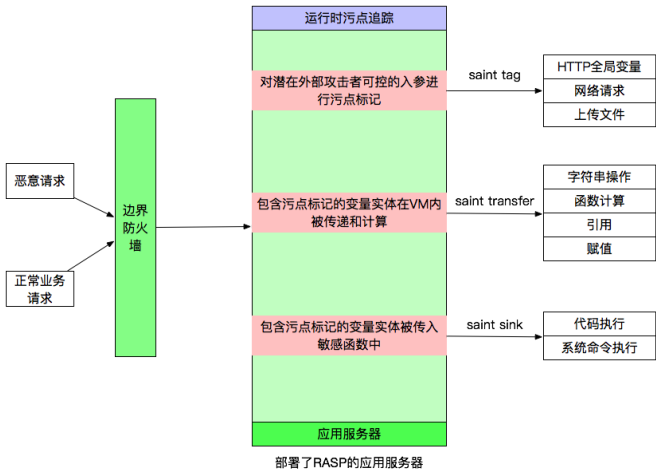 运行时污点追踪
对潜在外部攻击者可控的入参进
行污点标记
saint tag
HTTP全局变量
网络请求
上传文件
恶意请求
正常业务
请求
边界
防火
墙
包含污点标记的变量实体在VM内
被传递和计算
saint transfer
字符串操作
函数计算
引用
赋值
包含污点标记的变量实体被传入
敏感函数中
saint sink
代码执行
系统命令执行
应用服务器
部署了RASP的应用服务器